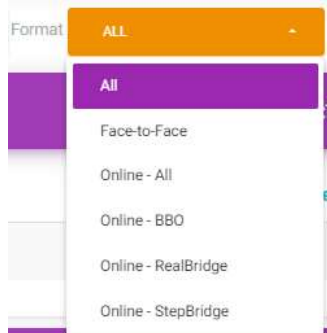 Format ALL
All
Face-to-Face
Online - All
Online - BBO
Online - RealBridge
Online - StepBridge